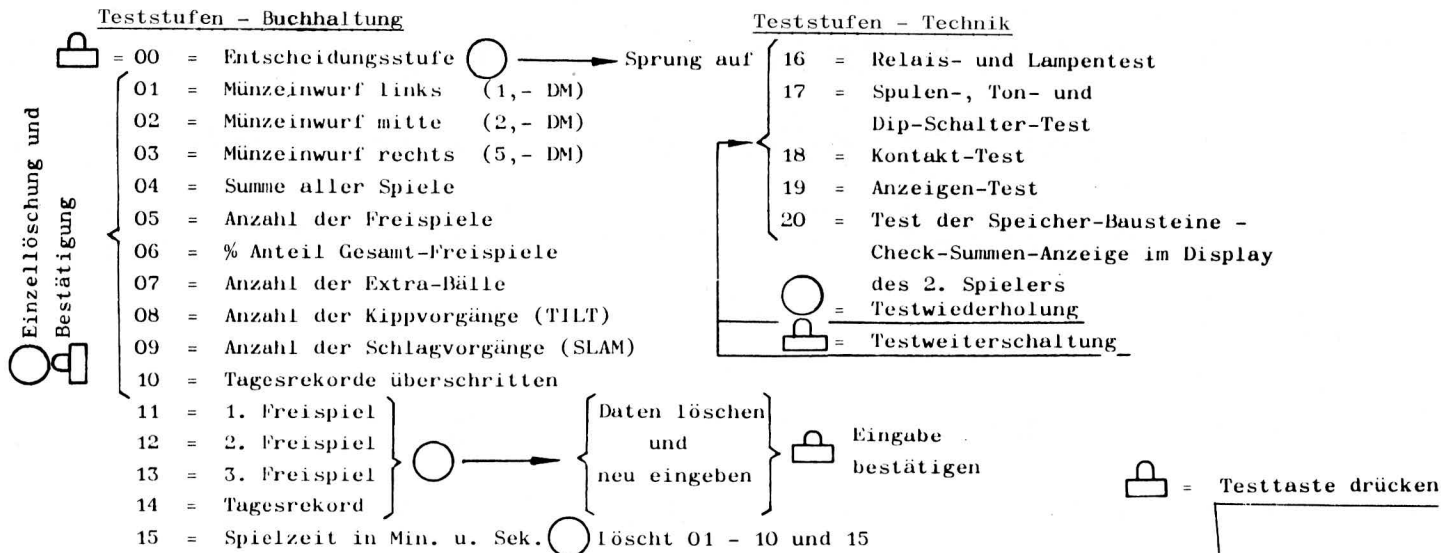 Teststufen - Buchhaltung
= 00 = Entscheidungsstufe
01 = Münzeinwurf links (1,- DM)
02 = Münzeinwurf mitte (2,- DM)
03 = Münzeinwurf rechts (5,- DM)
04 = Summe aller Spiele
05 = Anzahl der Freispiele
06 = % Anteil Gesamt-Freispiele
07 = Anzahl der Extra-Bälle
08 = Anzahl der Kippvorgänge (TILT)
09 = Anzahl der Schlagvorgänge (SLAM)
10 = Tagesrekorde überschritten
11 = 1. Freispiel
12 = 2. Freispiel
13 = 3. Freispiel
14 = Tagesrekord
15 = Spielzeit in Min. u. Sek. löscht 01 - 10 und 15
Einzellöschung und
Bestätigung
Daten löschen
und
neu eingeben
Eingabe
bestätigen
Sprung auf
Teststufen - Technik
16 = Relais- und Lampentest
17 = Spulen-, Ton- und
Dip-Schalter-Test
18 = Kontakt-Test
19 = Anzeigen-Test
20 = Test der Speicher-Bausteine -
Check-Summen-Anzeige im Display
des 2. Spielers
= Testwiederholung
= Testweiterschaltung
= Testtaste drücken